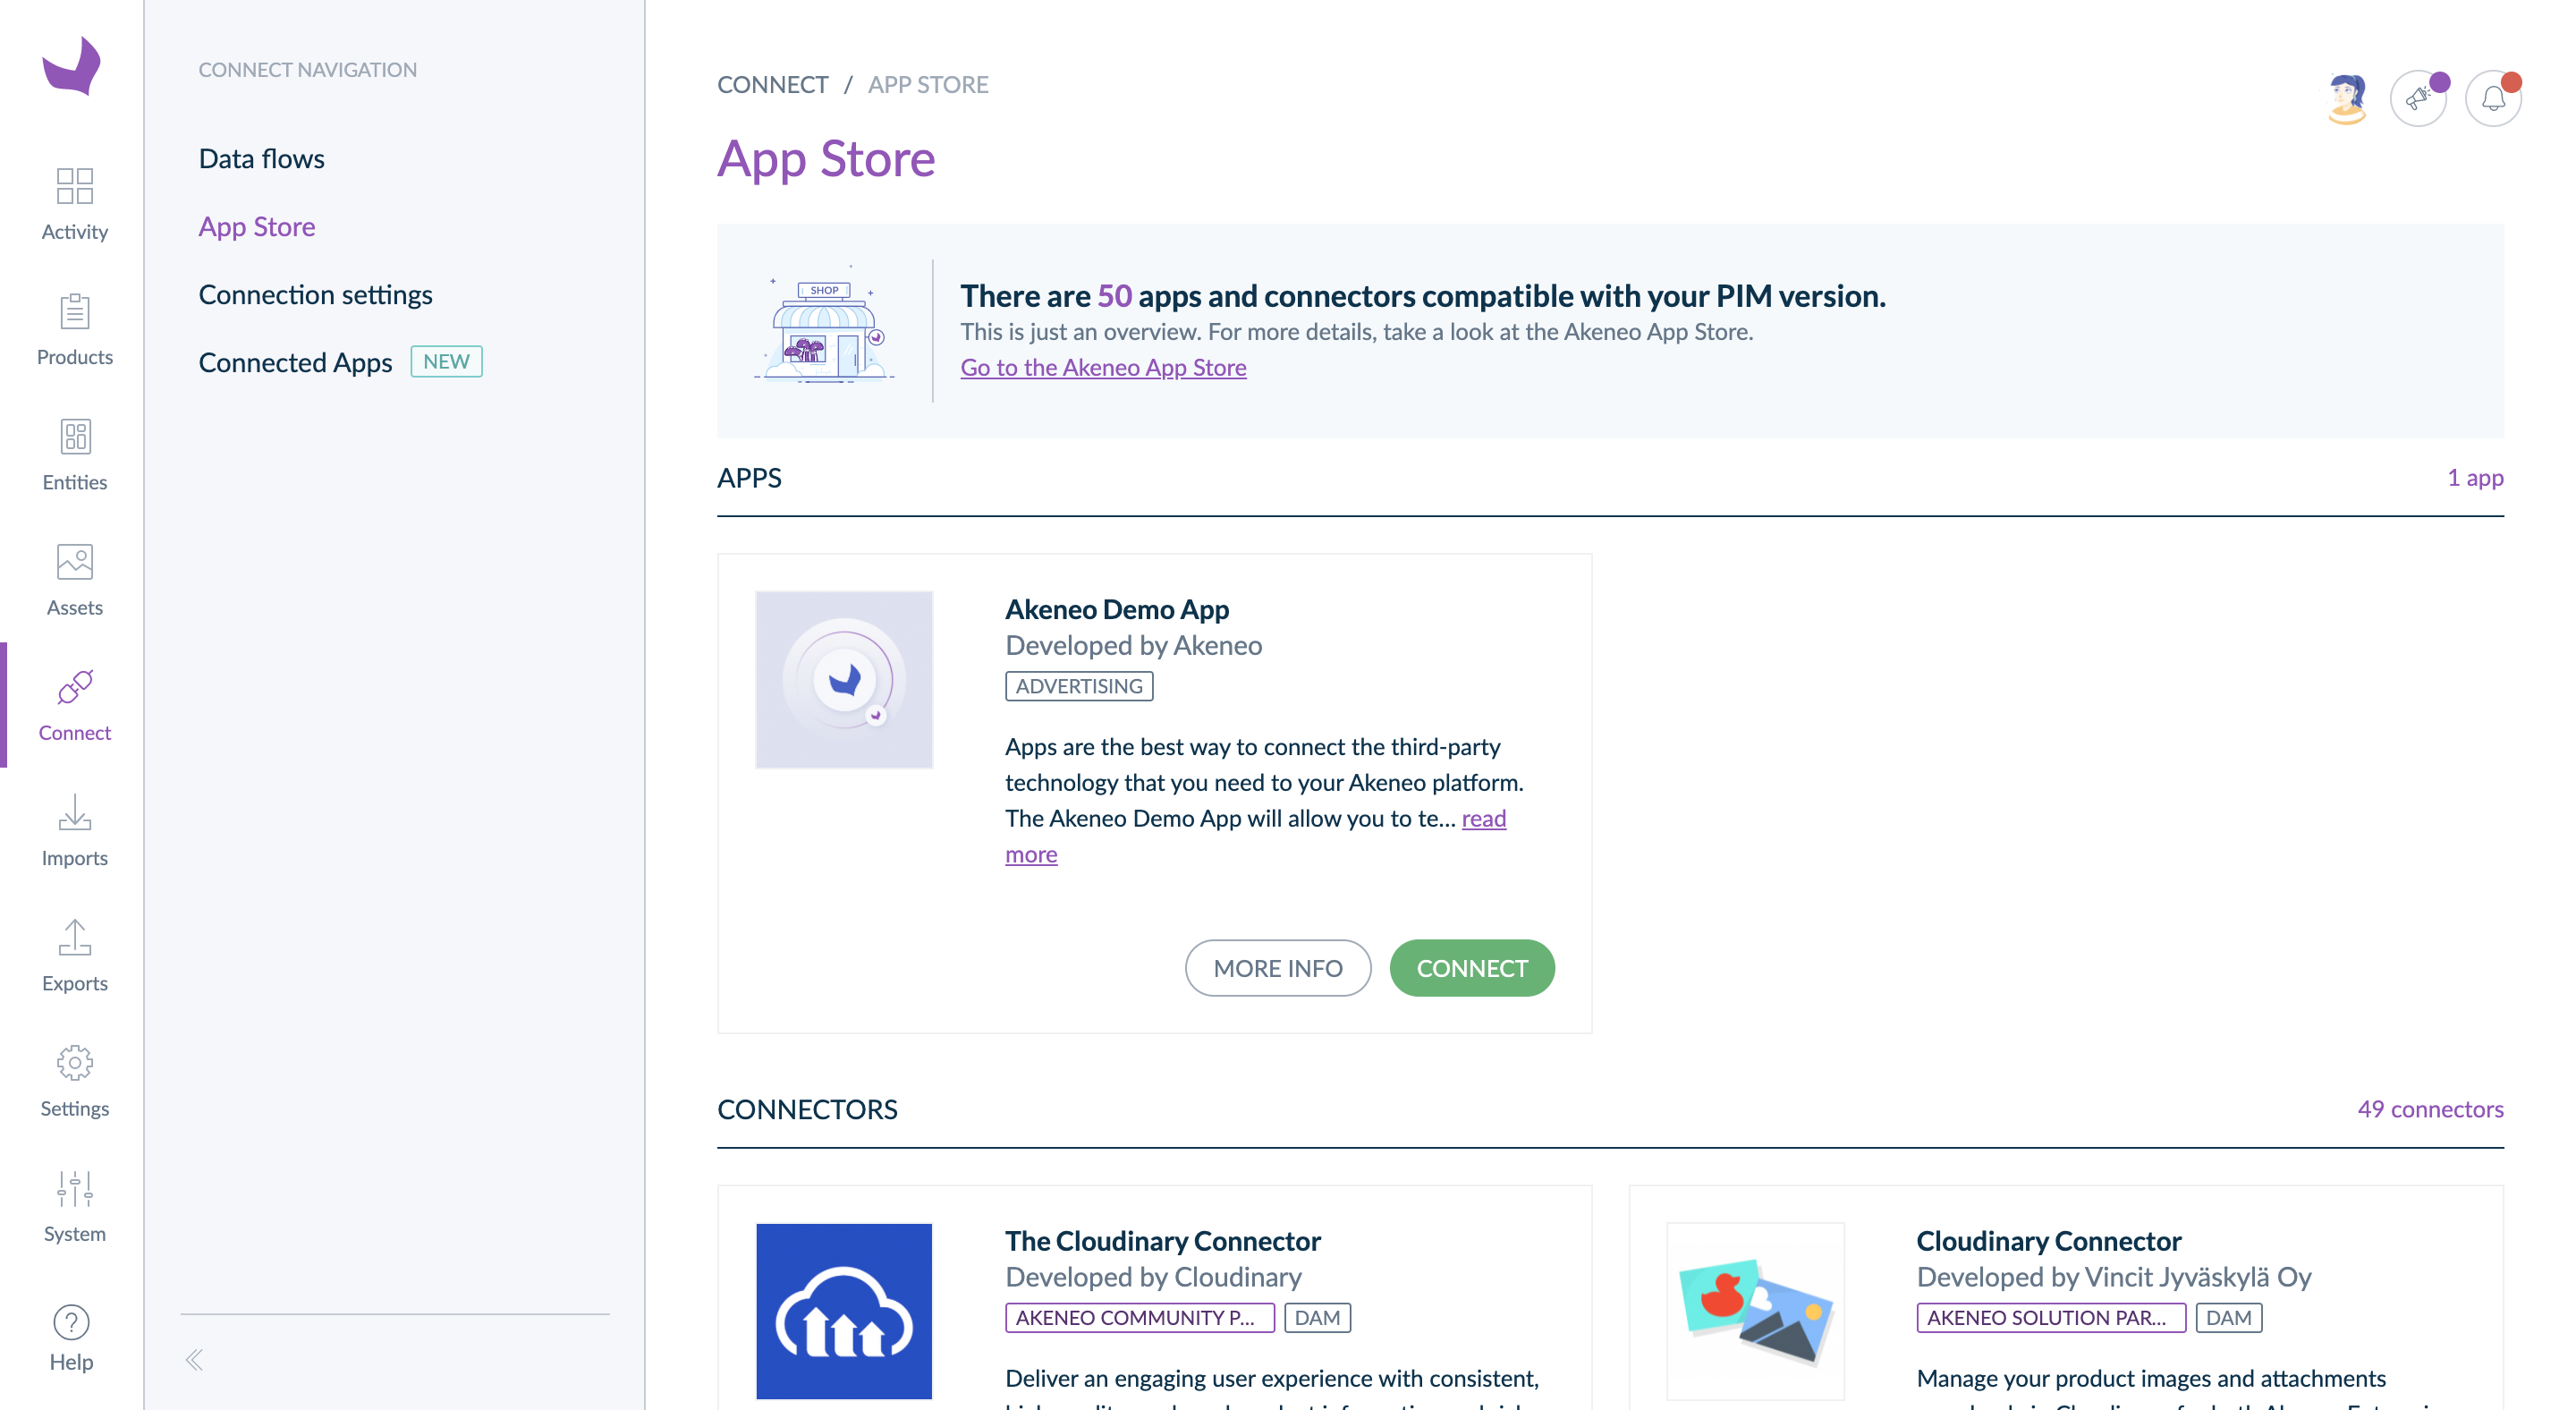 CONNECT NAVIGATION
Data flows
App Store
Connection settings
Connected Apps NEW
Activity
Products
Entities
Assets
Connect
Imports
Exports
Settings
System
Help
CONNECT / APP STORE
App Store
SHOP
There are 50 apps and connectors compatible with your PIM version.
This is just an overview. For more details, take a look at the Akeneo App Store.
Go to the Akeneo App Store
APPS
1 app
Akeneo Demo App
Developed by Akeneo
ADVERTISING
Apps are the best way to connect the third-party
technology that you need to your Akeneo platform.
The Akeneo Demo App will allow you to te... read
more
MORE INFO
CONNECT
CONNECTORS
49 connectors
The Cloudinary Connector
Developed by Cloudinary
AKENEO COMMUNITY P... DAM
Deliver an engaging user experience with consistent,
Cloudinary Connector
Developed by Vincit Jyväskylä Oy
AKENEO SOLUTION PAR... DAM
Manage your product images and attachments